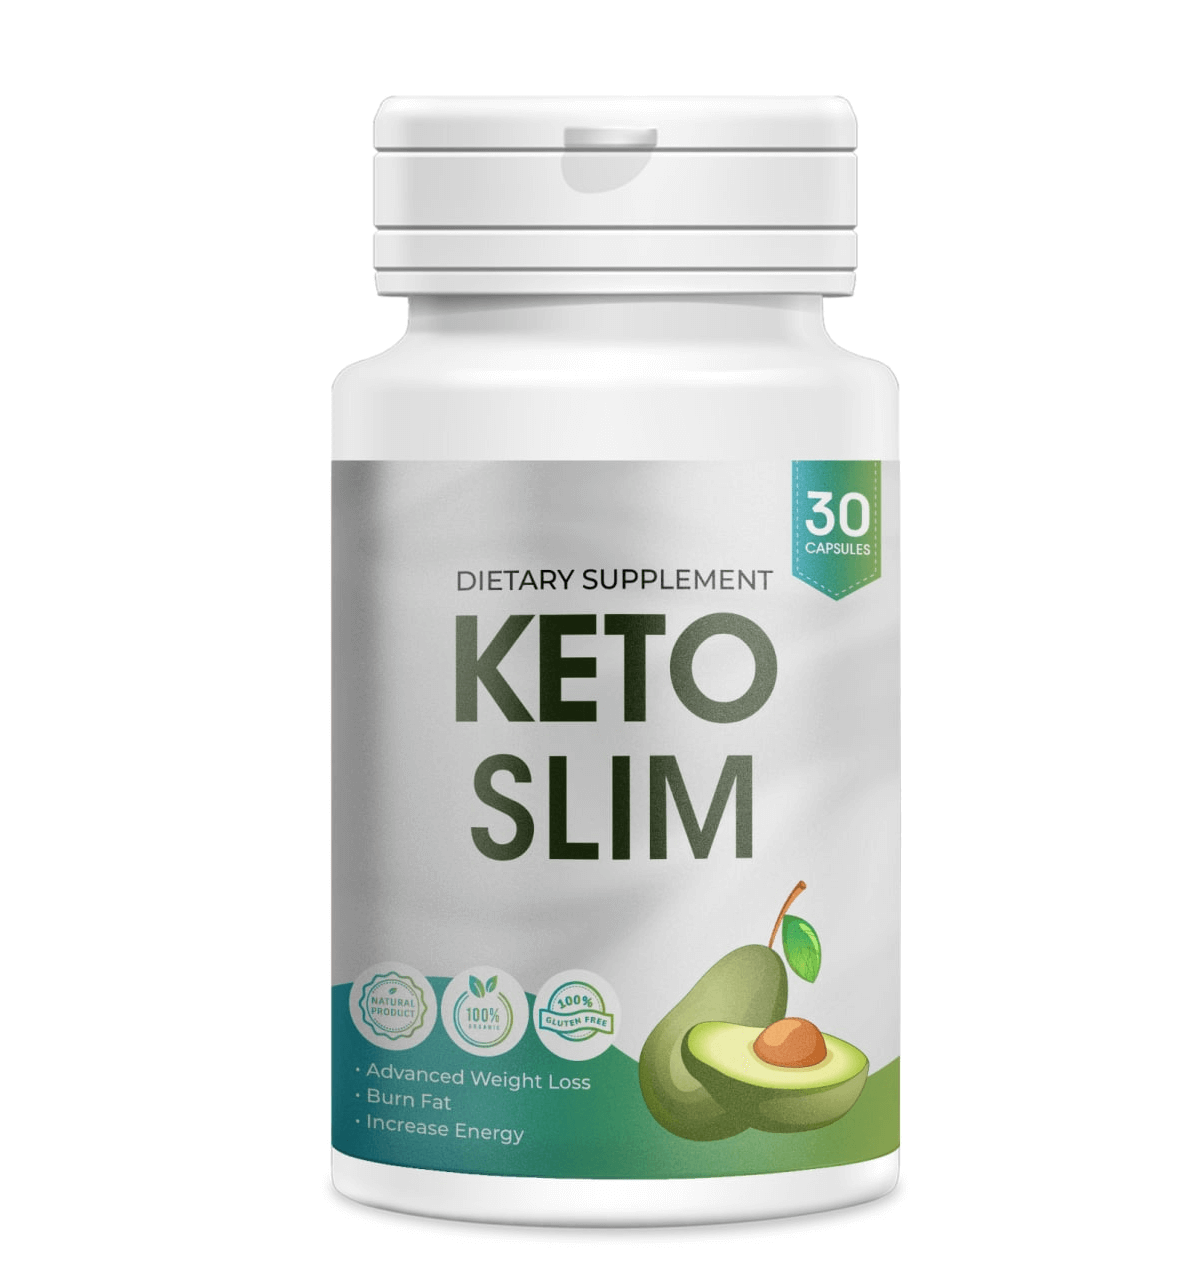 30
CAPSULES
DIETARY SUPPLEMENT
KETO
SLIM
NATURAL
PRODUCT
100%
ORGANIC
100%
GLUTEN FREE
• Advanced Weight Loss
• Burn Fat
• Increase Energy